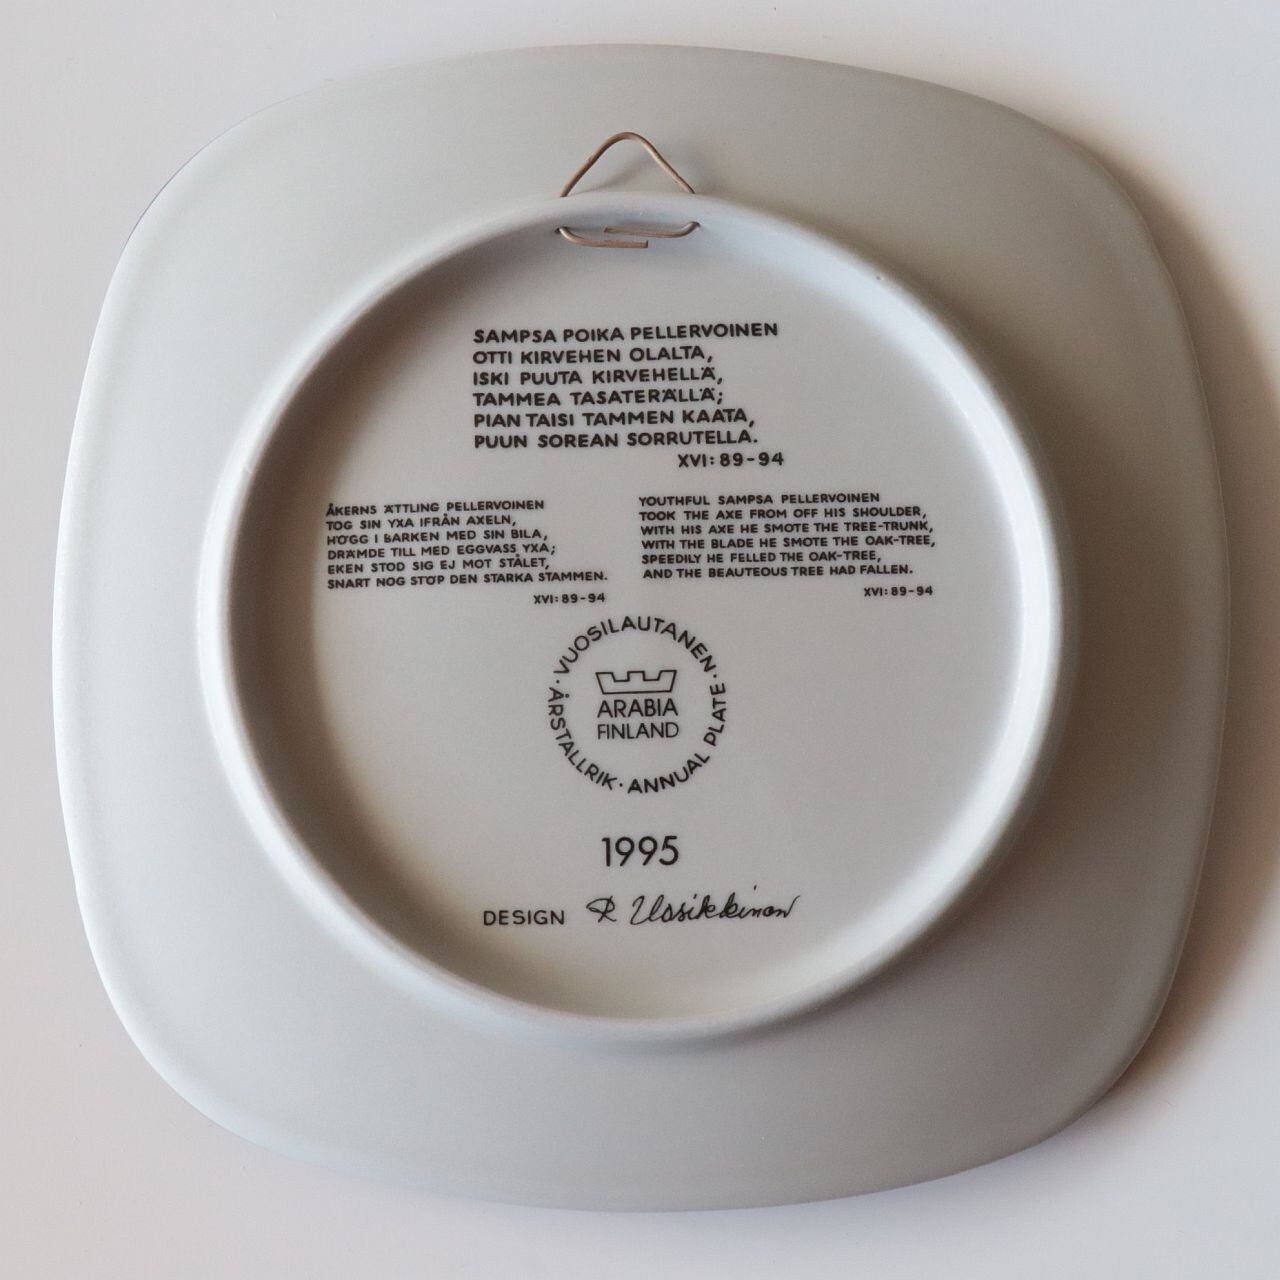 SAMPSA POIKA PELLERVOINEN
OTTI KIRVEHEN OLALTA,
ISKI PUUTA KIRVEHELLÄ,
TAMMEA TASATERÄLLÄ;
PIAN TAISI TAMMEN KAATA,
PUUN SOREAN SORRUTELLA.
XVI: 89-94
ÅKERNS ÄTTLING PELLERVOINEN
TOG SIN YXA IFRÅN AXELN,
HÖGG I BARKEN MED SIN BILA,
DRÄMDE TILL MED EGGVASS YXA;
EKEN STOD SIG EJ MOT STÅLET,
SNART NOG STÖP DEN STARKA STAMMEN.
XVI: 89-94
YOUTHFUL SAMPSA PELLERVOINEN
TOOK THE AXE FROM OFF HIS SHOULDER,
WITH HIS AXE HE SMOTE THE TREE-TRUNK,
WITH THE BLADE HE SMOTE THE OAK-TREE,
SPEEDILY HE FELLED THE OAK-TREE,
AND THE BEAUTEOUS TREE HAD FALLEN.
XVI: 89-94
· VUOSILAUTANEN · ANNUAL PLATE · ÅRSTALLRIK
ARABIA
FINLAND
1995
DESIGN R Uosikkinen